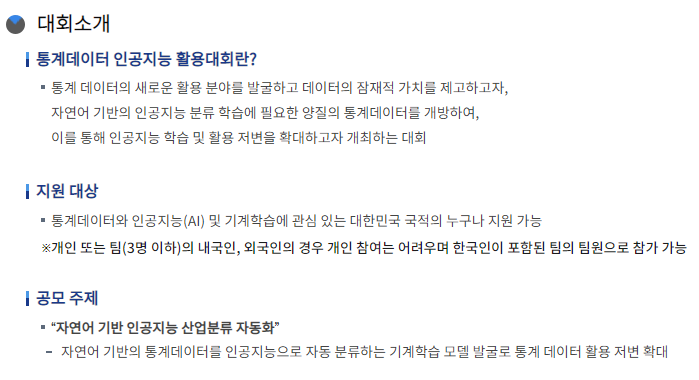 대회소개
통계데이터 인공지능 활용대회란?
통계 데이터의 새로운 활용 분야를 발굴하고 데이터의 잠재적 가치를 제고하고자,
자연어 기반의 인공지능 분류 학습에 필요한 양질의 통계데이터를 개방하여,
이를 통해 인공지능 학습 및 활용 저변을 확대하고자 개최하는 대회
지원 대상
통계데이터와 인공지능(AI) 및 기계학습에 관심 있는 대한민국 국적의 누구나 지원 가능
※개인 또는 팀(3명 이하)의 내국인, 외국인의 경우 개인 참여는 어려우며 한국인이 포함된 팀의 팀원으로 참가 가능
공모 주제
“자연어 기반 인공지능 산업분류 자동화”
– 자연어 기반의 통계데이터를 인공지능으로 자동 분류하는 기계학습 모델 발굴로 통계 데이터 활용 저변 확대